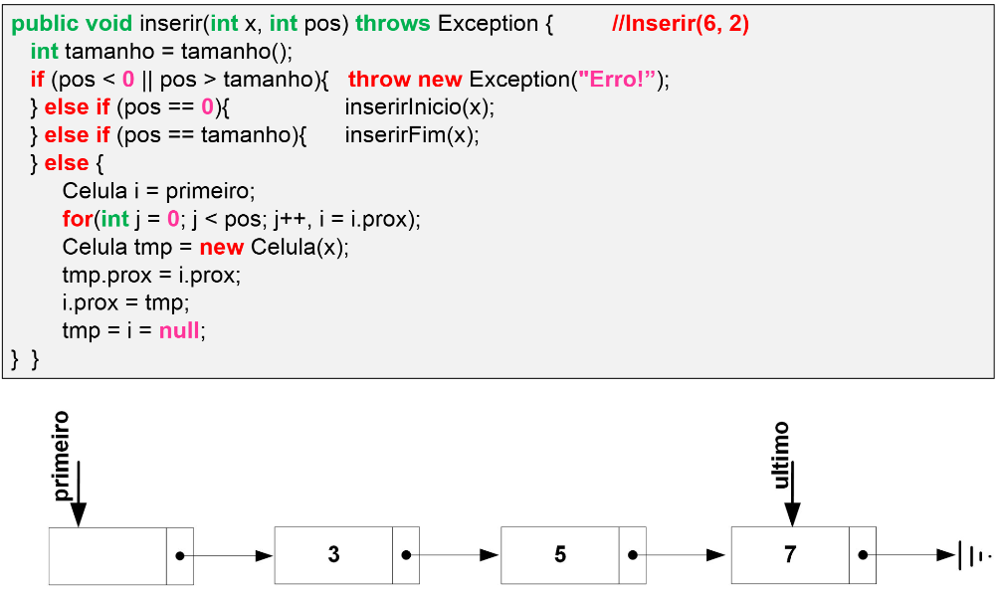 public void inserir(int x, int pos) throws Exception { //Inserir(6, 2)
int tamanho = tamanho();
if (pos < 0 || pos > tamanho){ throw new Exception("Erro!”);
} else if (pos == 0){ inserirInicio(x);
} else if (pos == tamanho){ inserirFim(x);
} else {
Celula i = primeiro;
for(int j = 0; j < pos; j++, i = i.prox);
Celula tmp = new Celula(x);
tmp.prox = i.prox;
i.prox = tmp;
tmp = i = null;
} }
primeiro
ultimo
3
5
7